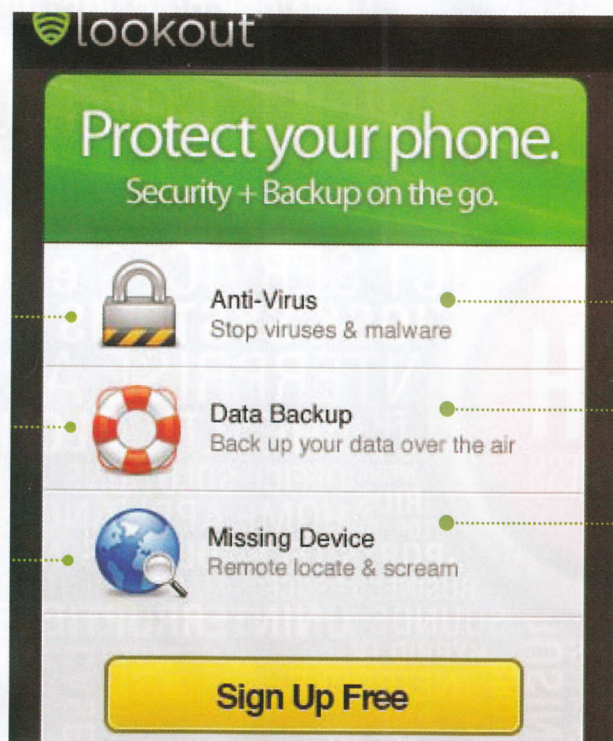 lookout
Protect your phone.
Security + Backup on the go.
Anti-Virus
Stop viruses & malware
Data Backup
Back up your data over the air
Missing Device
Remote locate & scream
Sign Up Free